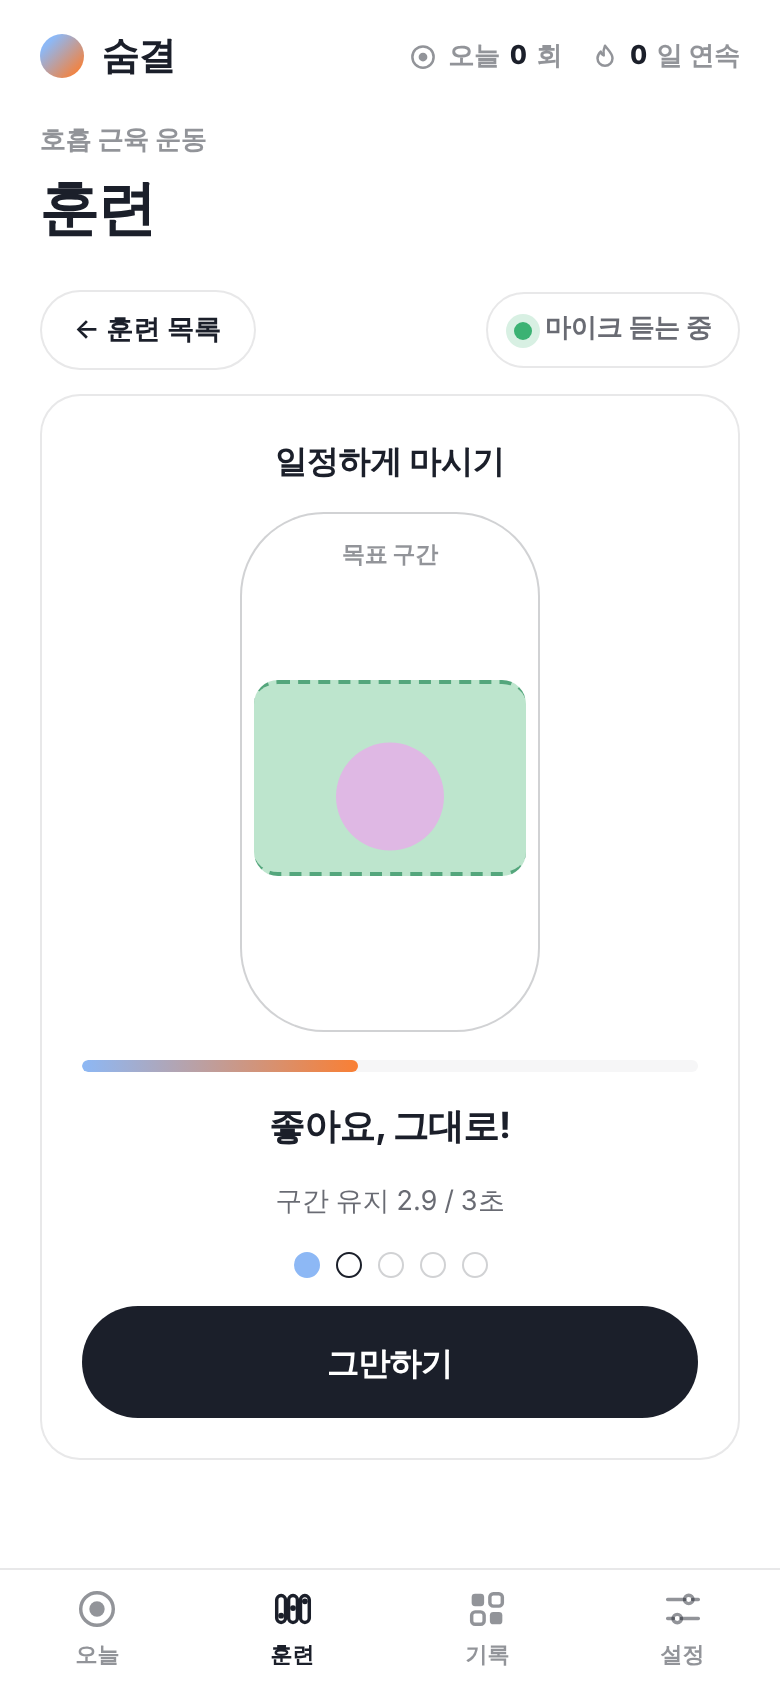 숨결
오늘 0 회
0 일 연속
호흡 근육 운동
훈련
← 훈련 목록
마이크 듣는 중
일정하게 마시기
목표 구간
좋아요, 그대로!
구간 유지 2.9 / 3초
그만하기
오늘
훈련
기록
설정